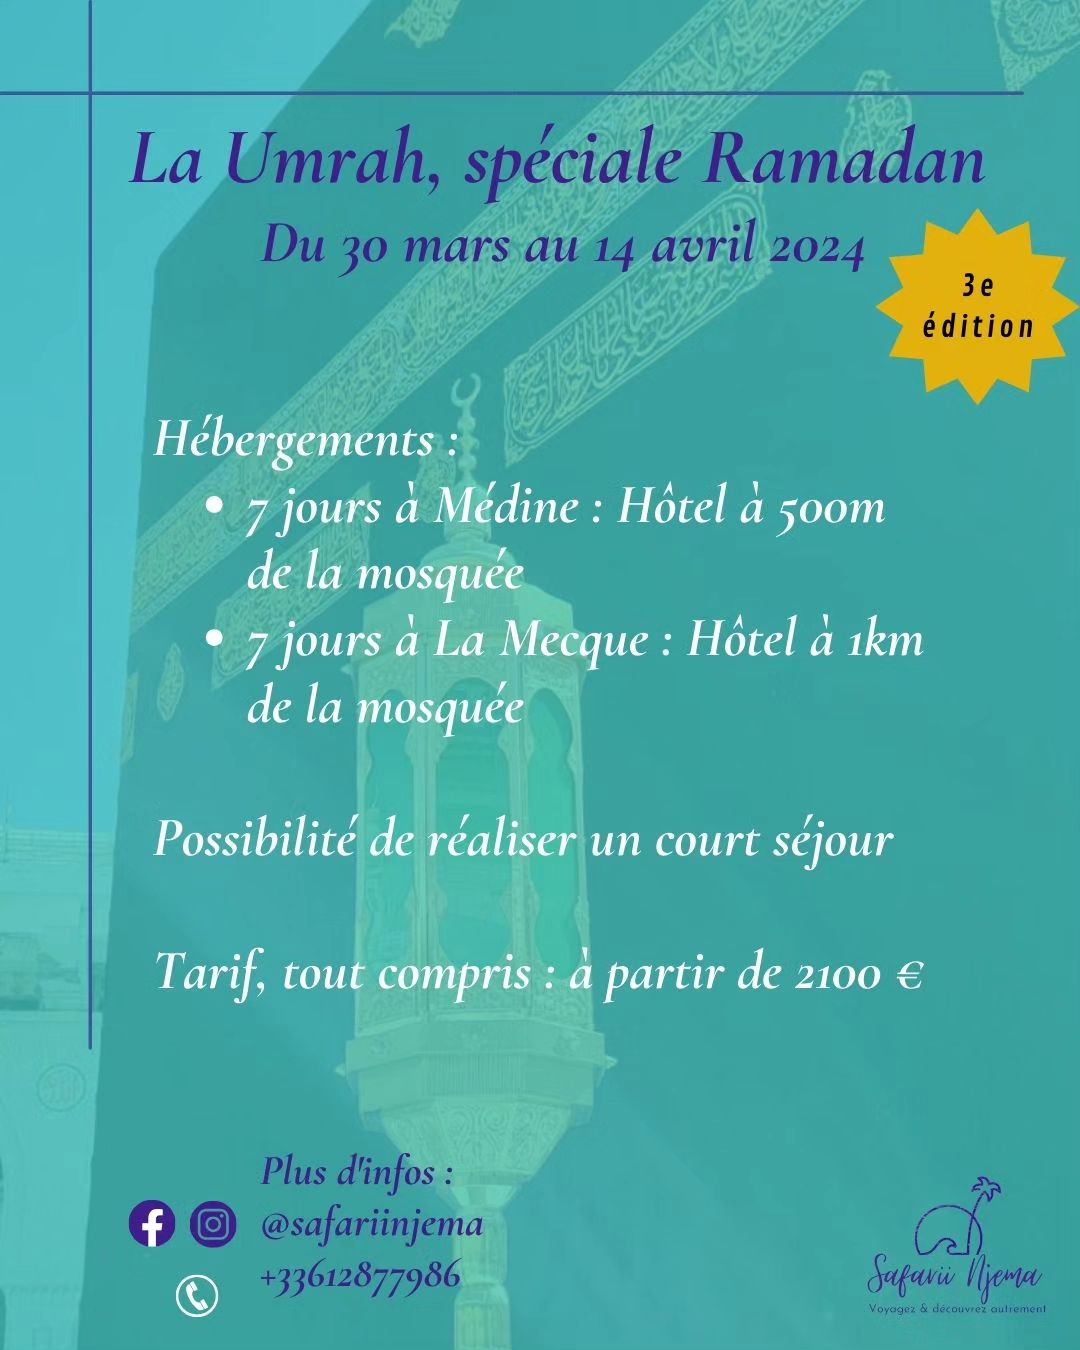 La Umrah, spéciale Ramadan
Du 30 mars au 14 avril 2024
3e
édition
Hébergements :
• 7 jours à Médine : Hôtel à 500m
de la mosquée
• 7 jours à La Mecque : Hôtel à 1km
de la mosquée
Possibilité de réaliser un court séjour
Tarif, tout compris : à partir de 2100 €
Plus d'infos :
@safariinjema
+33612877986
Safarii Njema
Voyagez & découvrez autrement